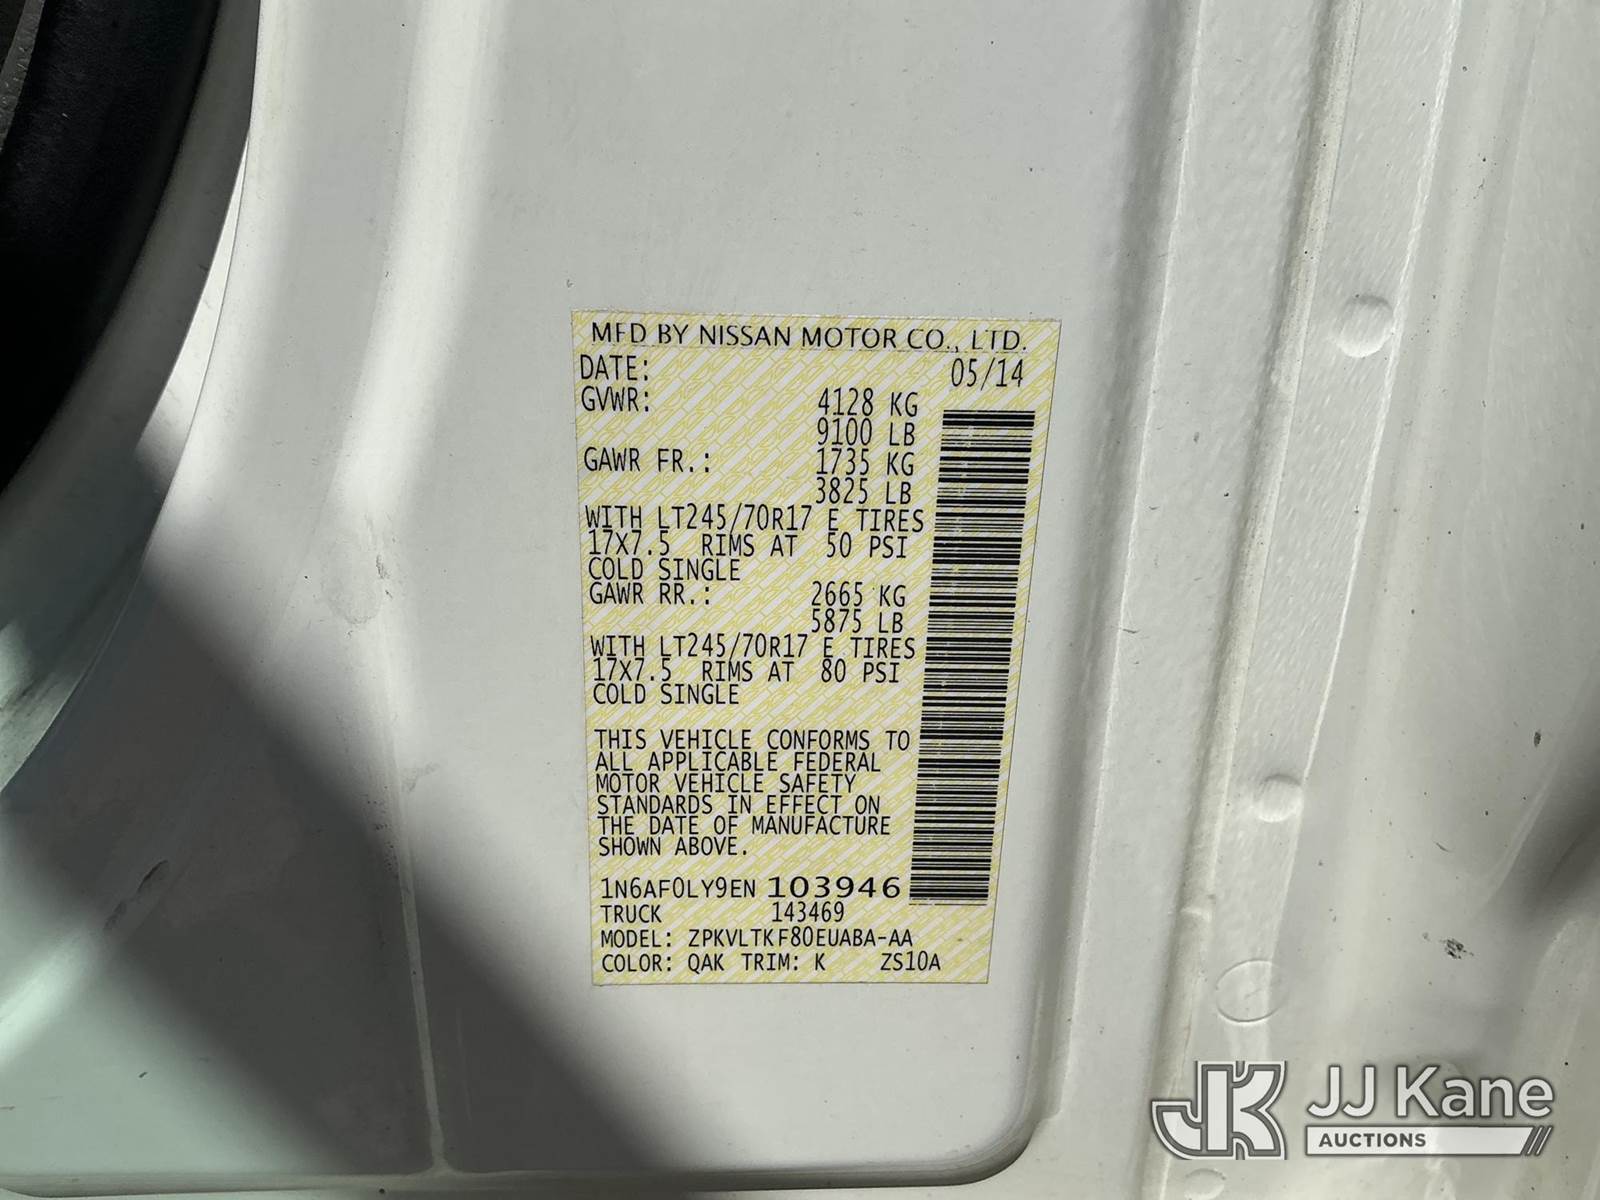 MFD BY NISSAN MOTOR CO., LTD.
DATE: 05/14
GVWR: 4128 KG
9100 LB
GAWR FR.: 1735 KG
3825 LB
WITH LT245/70R17 E TIRES
17X7.5 RIMS AT 50 PSI
COLD SINGLE
GAWR RR.: 2665 KG
5875 LB
WITH LT245/70R17 E TIRES
17X7.5 RIMS AT 80 PSI
COLD SINGLE
THIS VEHICLE CONFORMS TO
ALL APPLICABLE FEDERAL
MOTOR VEHICLE SAFETY
STANDARDS IN EFFECT ON
THE DATE OF MANUFACTURE
SHOWN ABOVE.
1N6AF0LY9EN 103946
TRUCK 143469
MODEL: ZPKVLTKF80EUABA-AA
COLOR: QAK TRIM: K ZS10A
JK JJ Kane
AUCTIONS